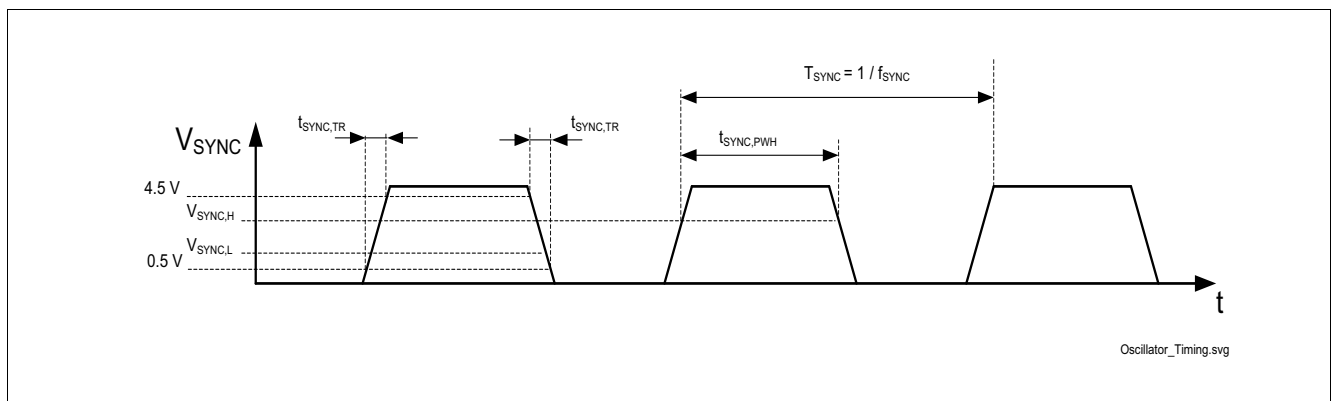 T_SYNC = 1 / f_SYNC
t_SYNC,TR
t_SYNC,TR
t_SYNC,PWH
V_SYNC
4.5 V
V_SYNC,H
V_SYNC,L
0.5 V
t
Oscillator_Timing.svg